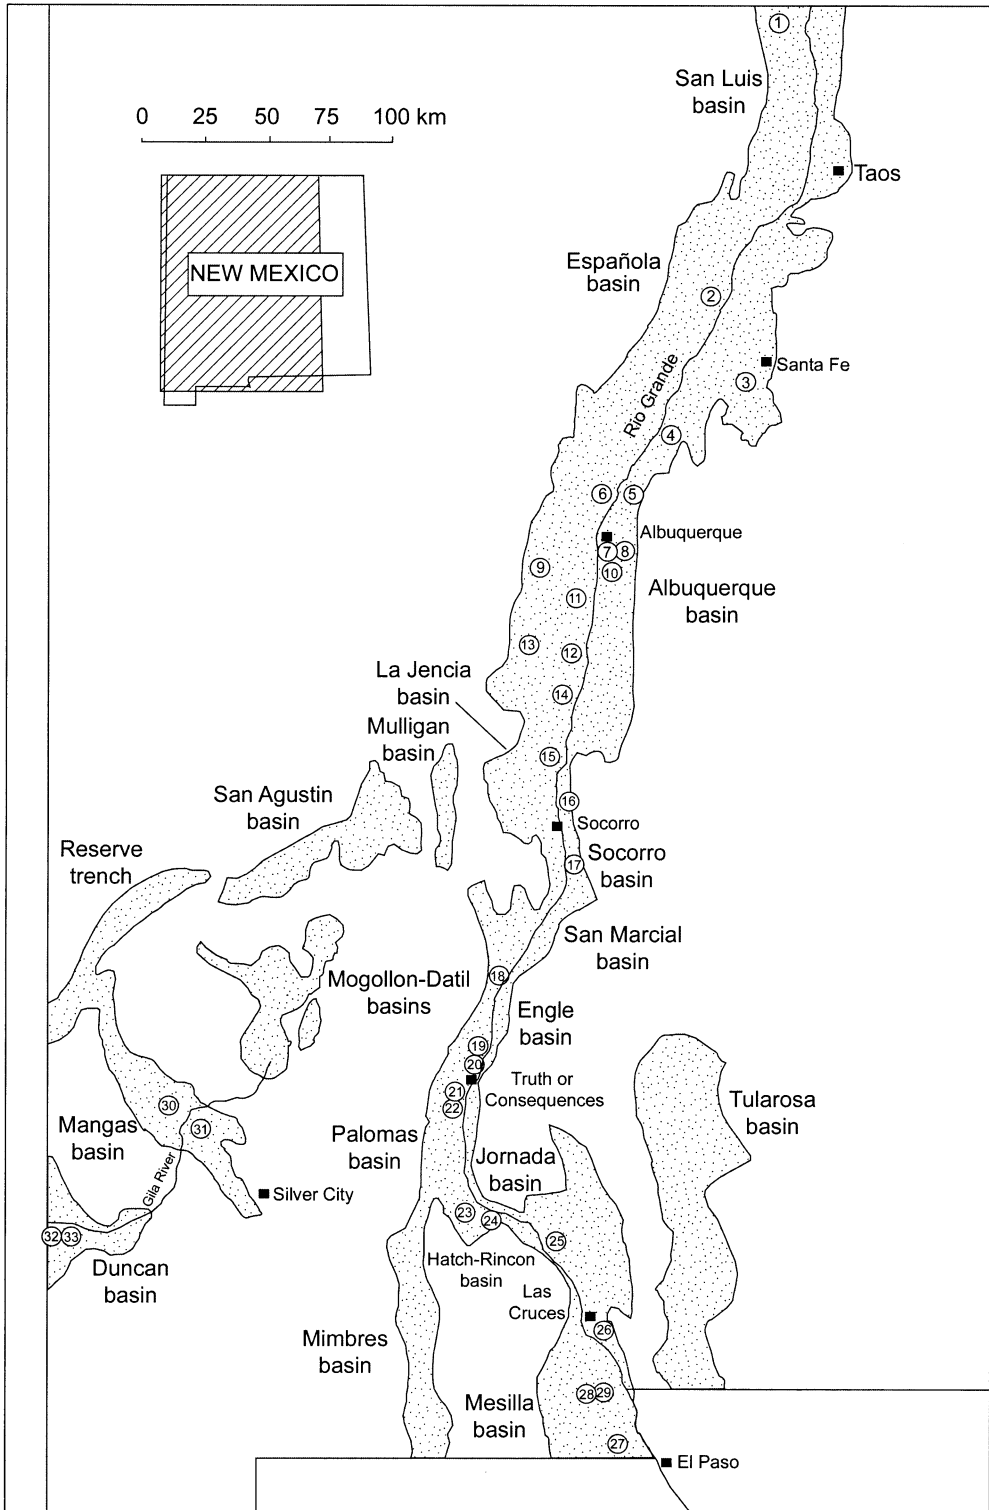 1
San Luis
basin
0 25 50 75 100 km
Taos
NEW MEXICO
Española
basin
2
Rio Grande
Santa Fe
3
4
6
5
Albuquerque
7
8
9
10
Albuquerque
basin
11
13
12
La Jencia
basin
14
Mulligan
basin
15
San Agustin
basin
16
Socorro
Reserve
trench
17
Socorro
basin
San Marcial
basin
Mogollon-Datil
basins
18
Engle
basin
19
20
Truth or
Consequences
21
22
Tularosa
basin
30
31
Mangas
basin
Palomas
basin
Jornada
basin
Gila River
Silver City
23
24
32
33
25
Duncan
basin
Hatch-Rincon
basin
Las
Cruces
26
Mimbres
basin
28
29
Mesilla
basin
27
El Paso